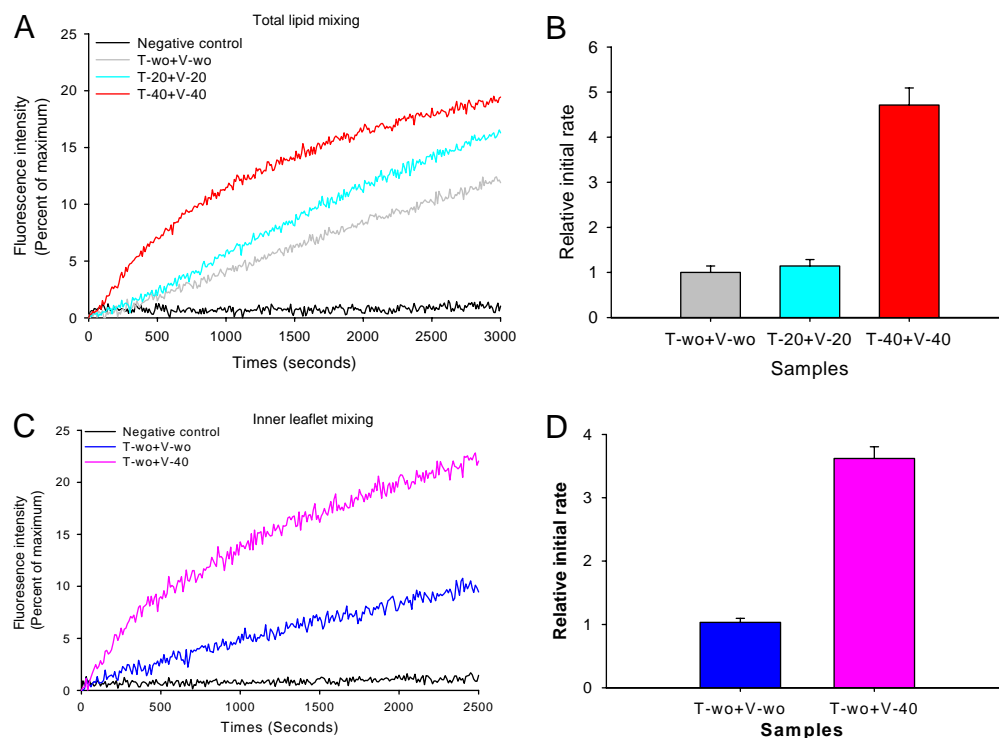 A
Total lipid mixing
25
20
15
10
5
0
Negative control
T-wo+V-wo
T-20+V-20
T-40+V-40
Fluorescence intensity
(Percent of maximum)
0 1000 2000 2500 3000
500 1500
Times (seconds)
B
6
5
4
3
2
1
0
Relative initial rate
T-wo+V-wo T-20+V-20 T-40+V-40
Samples
C
Inner leaflet mixing
25
20
15
10
5
0
Negative control
T-wo+V-wo
T-wo+V-40
Fluoresence intensity
(Percent of maximum)
0 500 1000 1500 2000 2500
Times (Seconds)
D
4
3
2
1
0
Relative initial rate
T-wo+V-wo T-wo+V-40
Samples